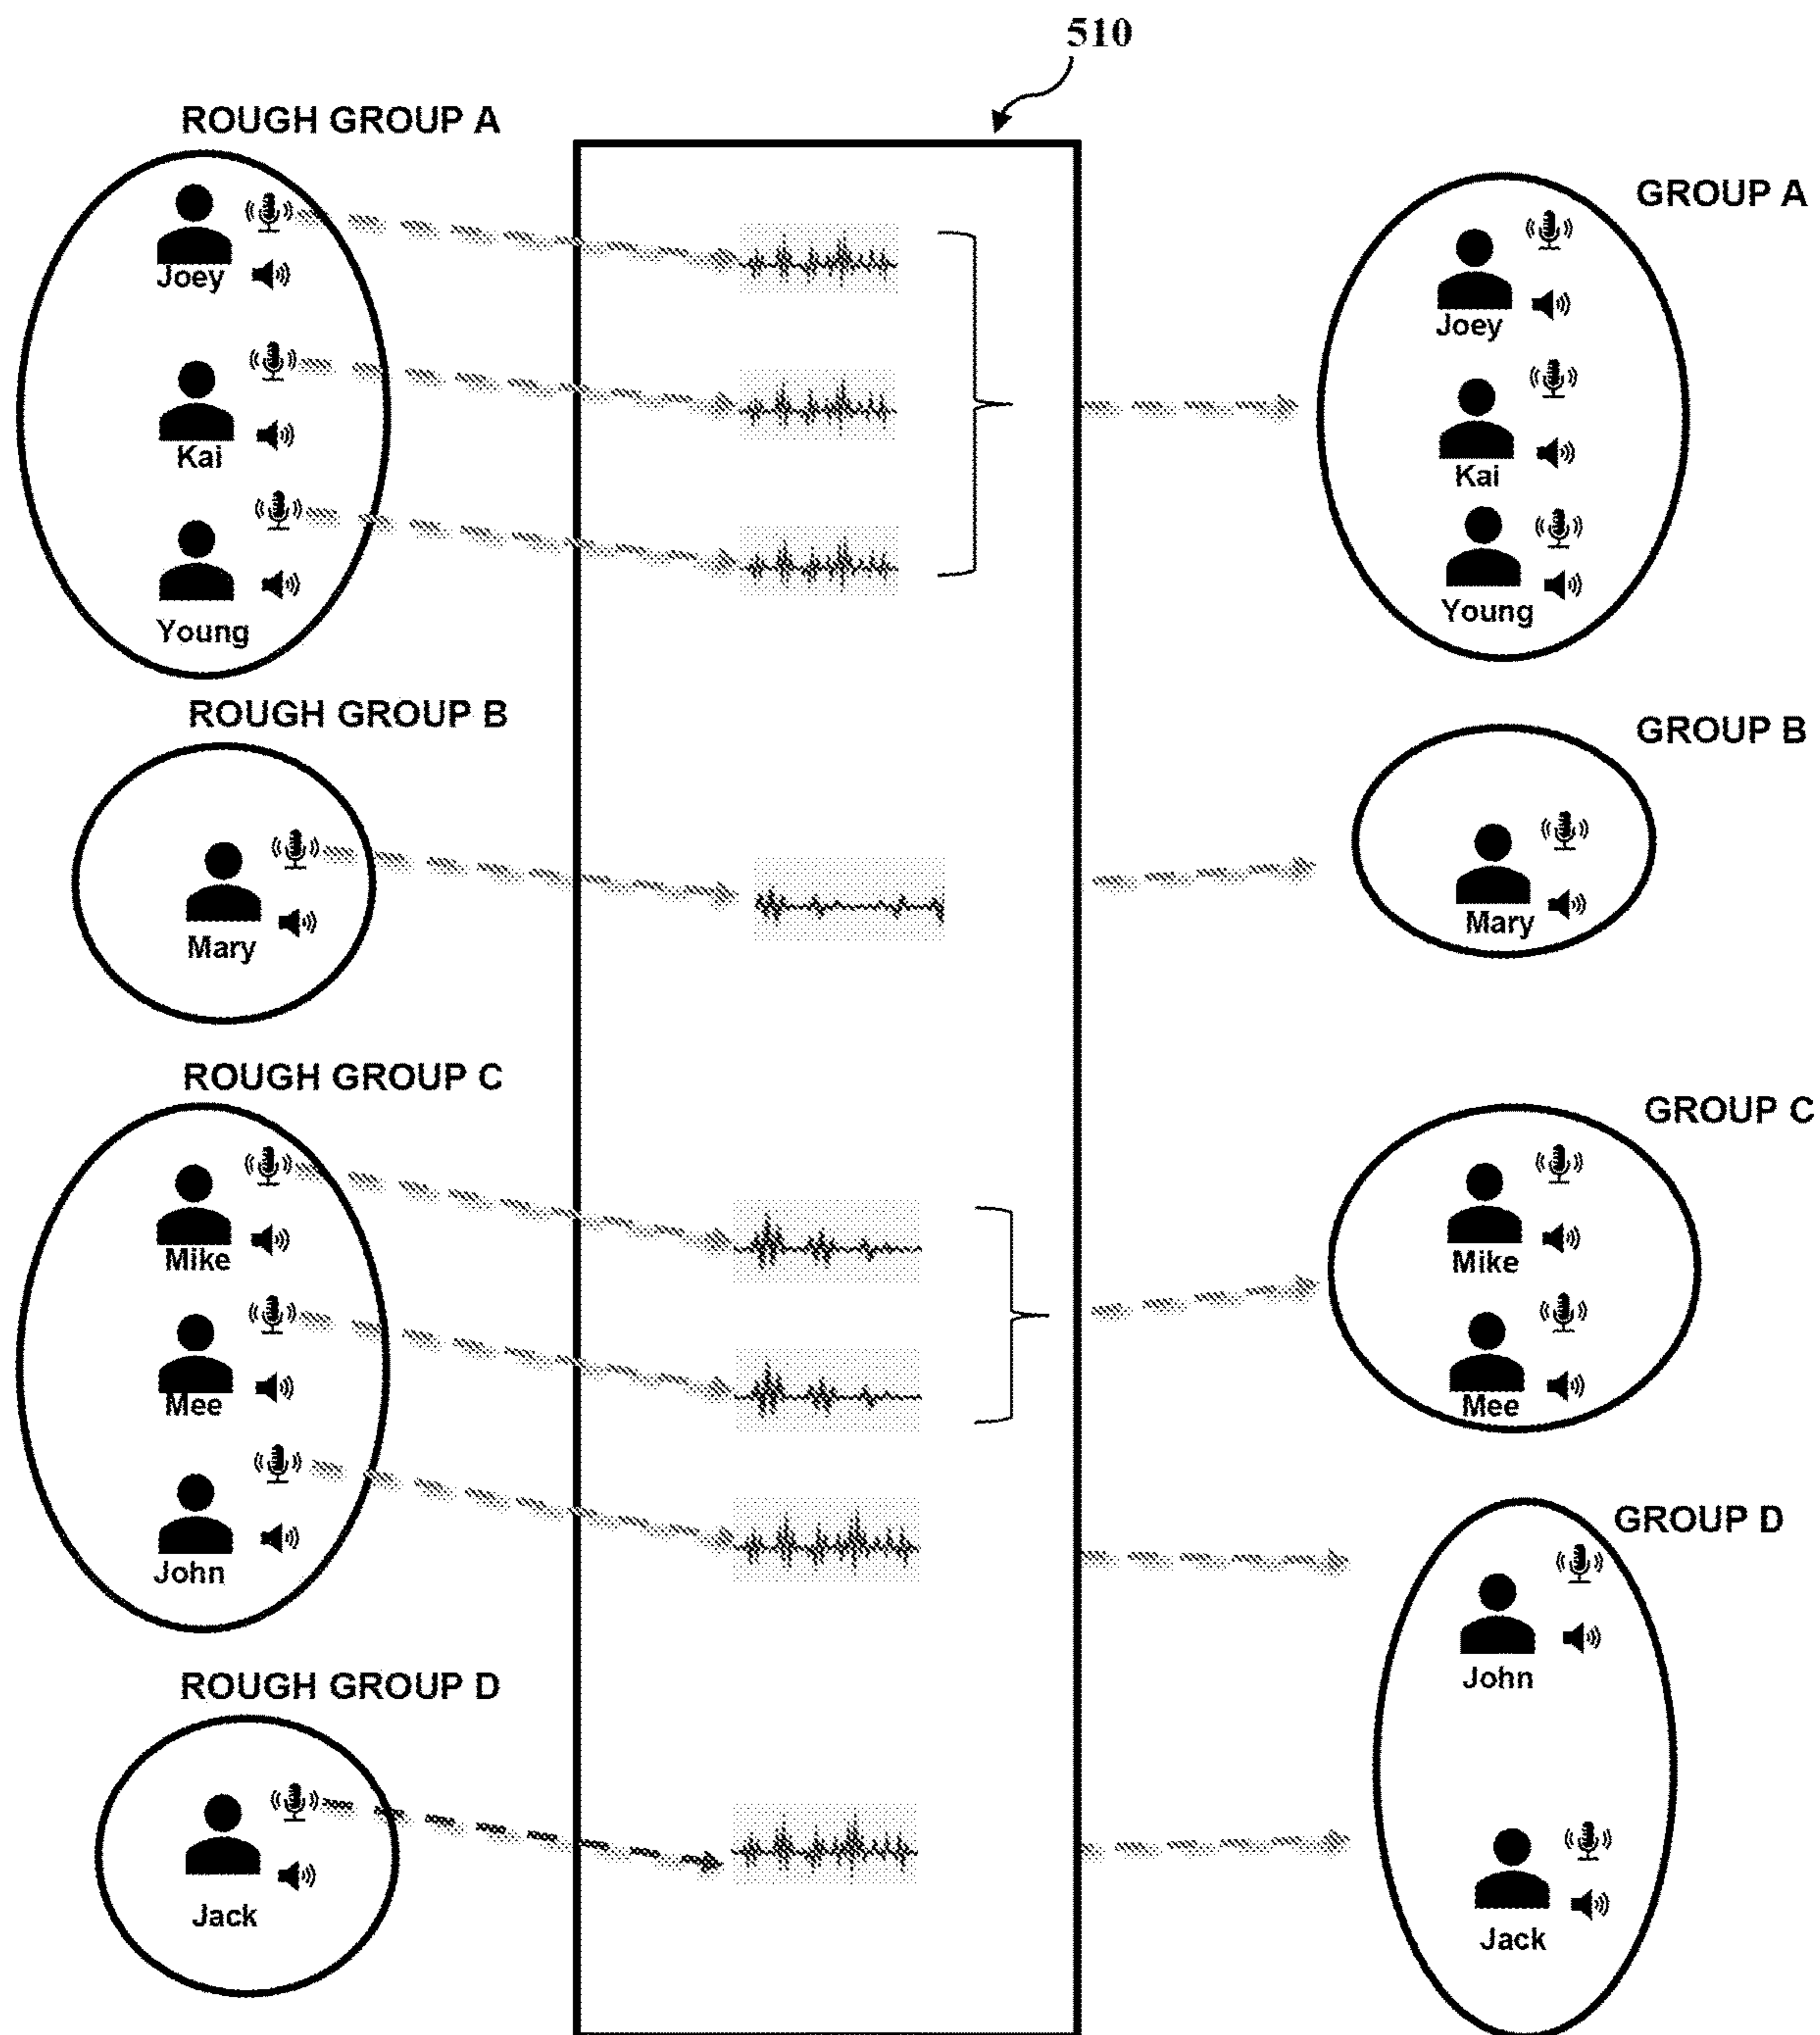 510
ROUGH GROUP A
Joey
Kai
Young
GROUP A
Joey
Kai
Young
ROUGH GROUP B
Mary
GROUP B
Mary
ROUGH GROUP C
Mike
Mee
John
GROUP C
Mike
Mee
ROUGH GROUP D
Jack
GROUP D
John
Jack